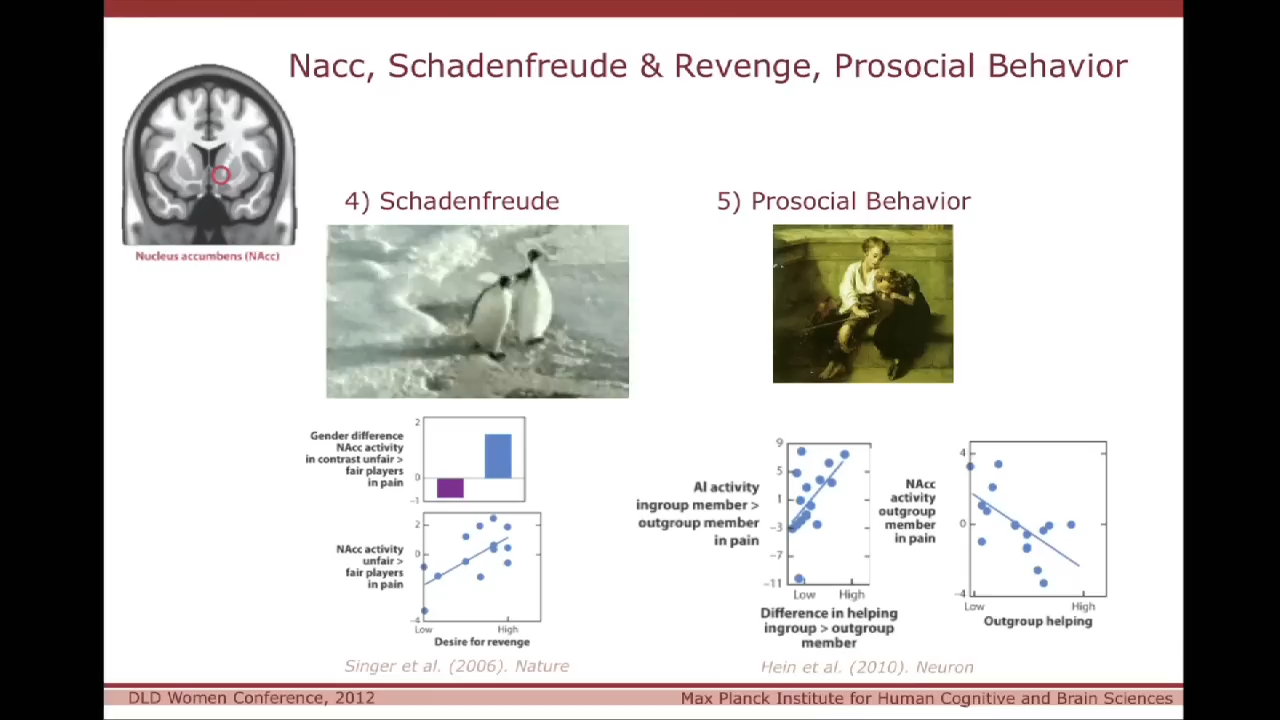 Nacc, Schadenfreude & Revenge, Prosocial Behavior
Nucleus accumbens (NAcc)
4) Schadenfreude
Gender difference
NAcc activity
in contrast unfair >
fair players
in pain
2
0
-1
NAcc activity
unfair >
fair players
in pain
2
0
-4
Low
High
Desire for revenge
Singer et al. (2006). Nature
5) Prosocial Behavior
AI activity
ingroup member >
outgroup member
in pain
9
5
1
-3
-7
-11
Low
High
Difference in helping
ingroup > outgroup
member
NAcc
activity
outgroup
member
in pain
4
0
-4
Low
High
Outgroup helping
Hein et al. (2010). Neuron
DLD Women Conference, 2012
Max Planck Institute for Human Cognitive and Brain Sciences